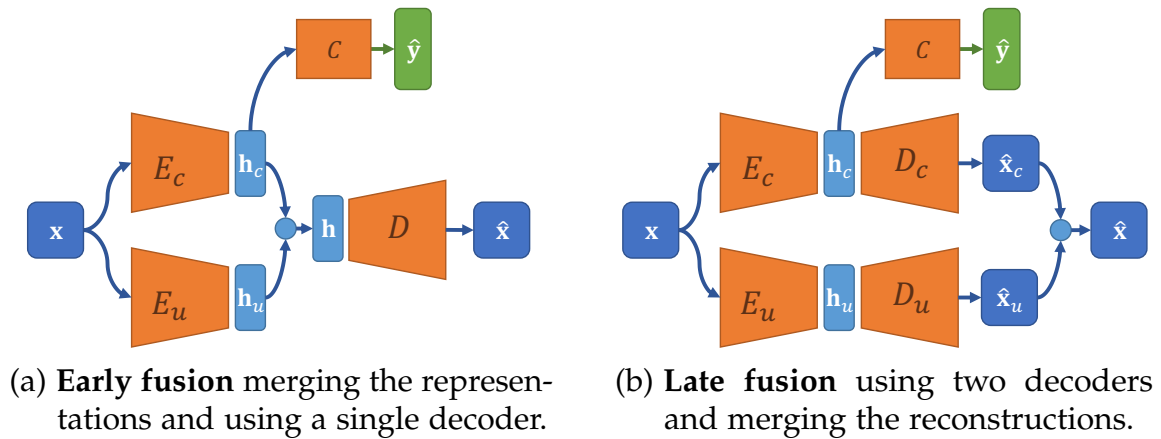 C
ŷ
E_c
h_c
x
h
D
x̂
E_u
h_u
(a) Early fusion merging the represen-
tations and using a single decoder.
C
ŷ
E_c
h_c
D_c
x̂_c
x
x̂
E_u
h_u
D_u
x̂_u
(b) Late fusion using two decoders
and merging the reconstructions.